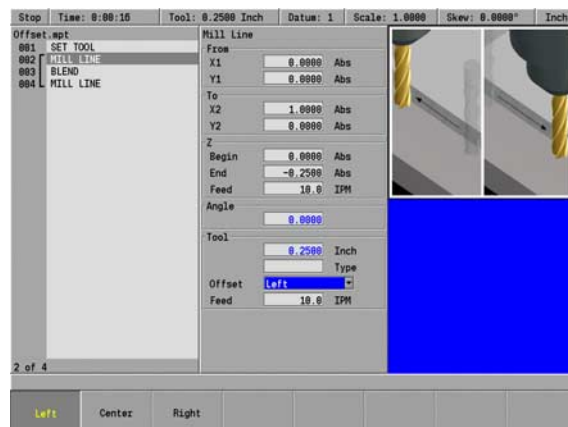 Stop Time: 0:00:16 Tool: 0.2500 Inch Datum: 1 Scale: 1.0000 Skew: 0.0000° Inch
Offset.mpt
001 SET TOOL
002 MILL LINE
003 BLEND
004 MILL LINE
2 of 4
Mill Line
From
X1 0.0000 Abs
Y1 0.0000 Abs
To
X2 1.0000 Abs
Y2 0.0000 Abs
Z
Begin 0.0000 Abs
End -0.2500 Abs
Feed 10.0 IPM
Angle
0.0000
Tool
0.2500 Inch
Type
Offset Left
Feed 10.0 IPM
Left Center Right